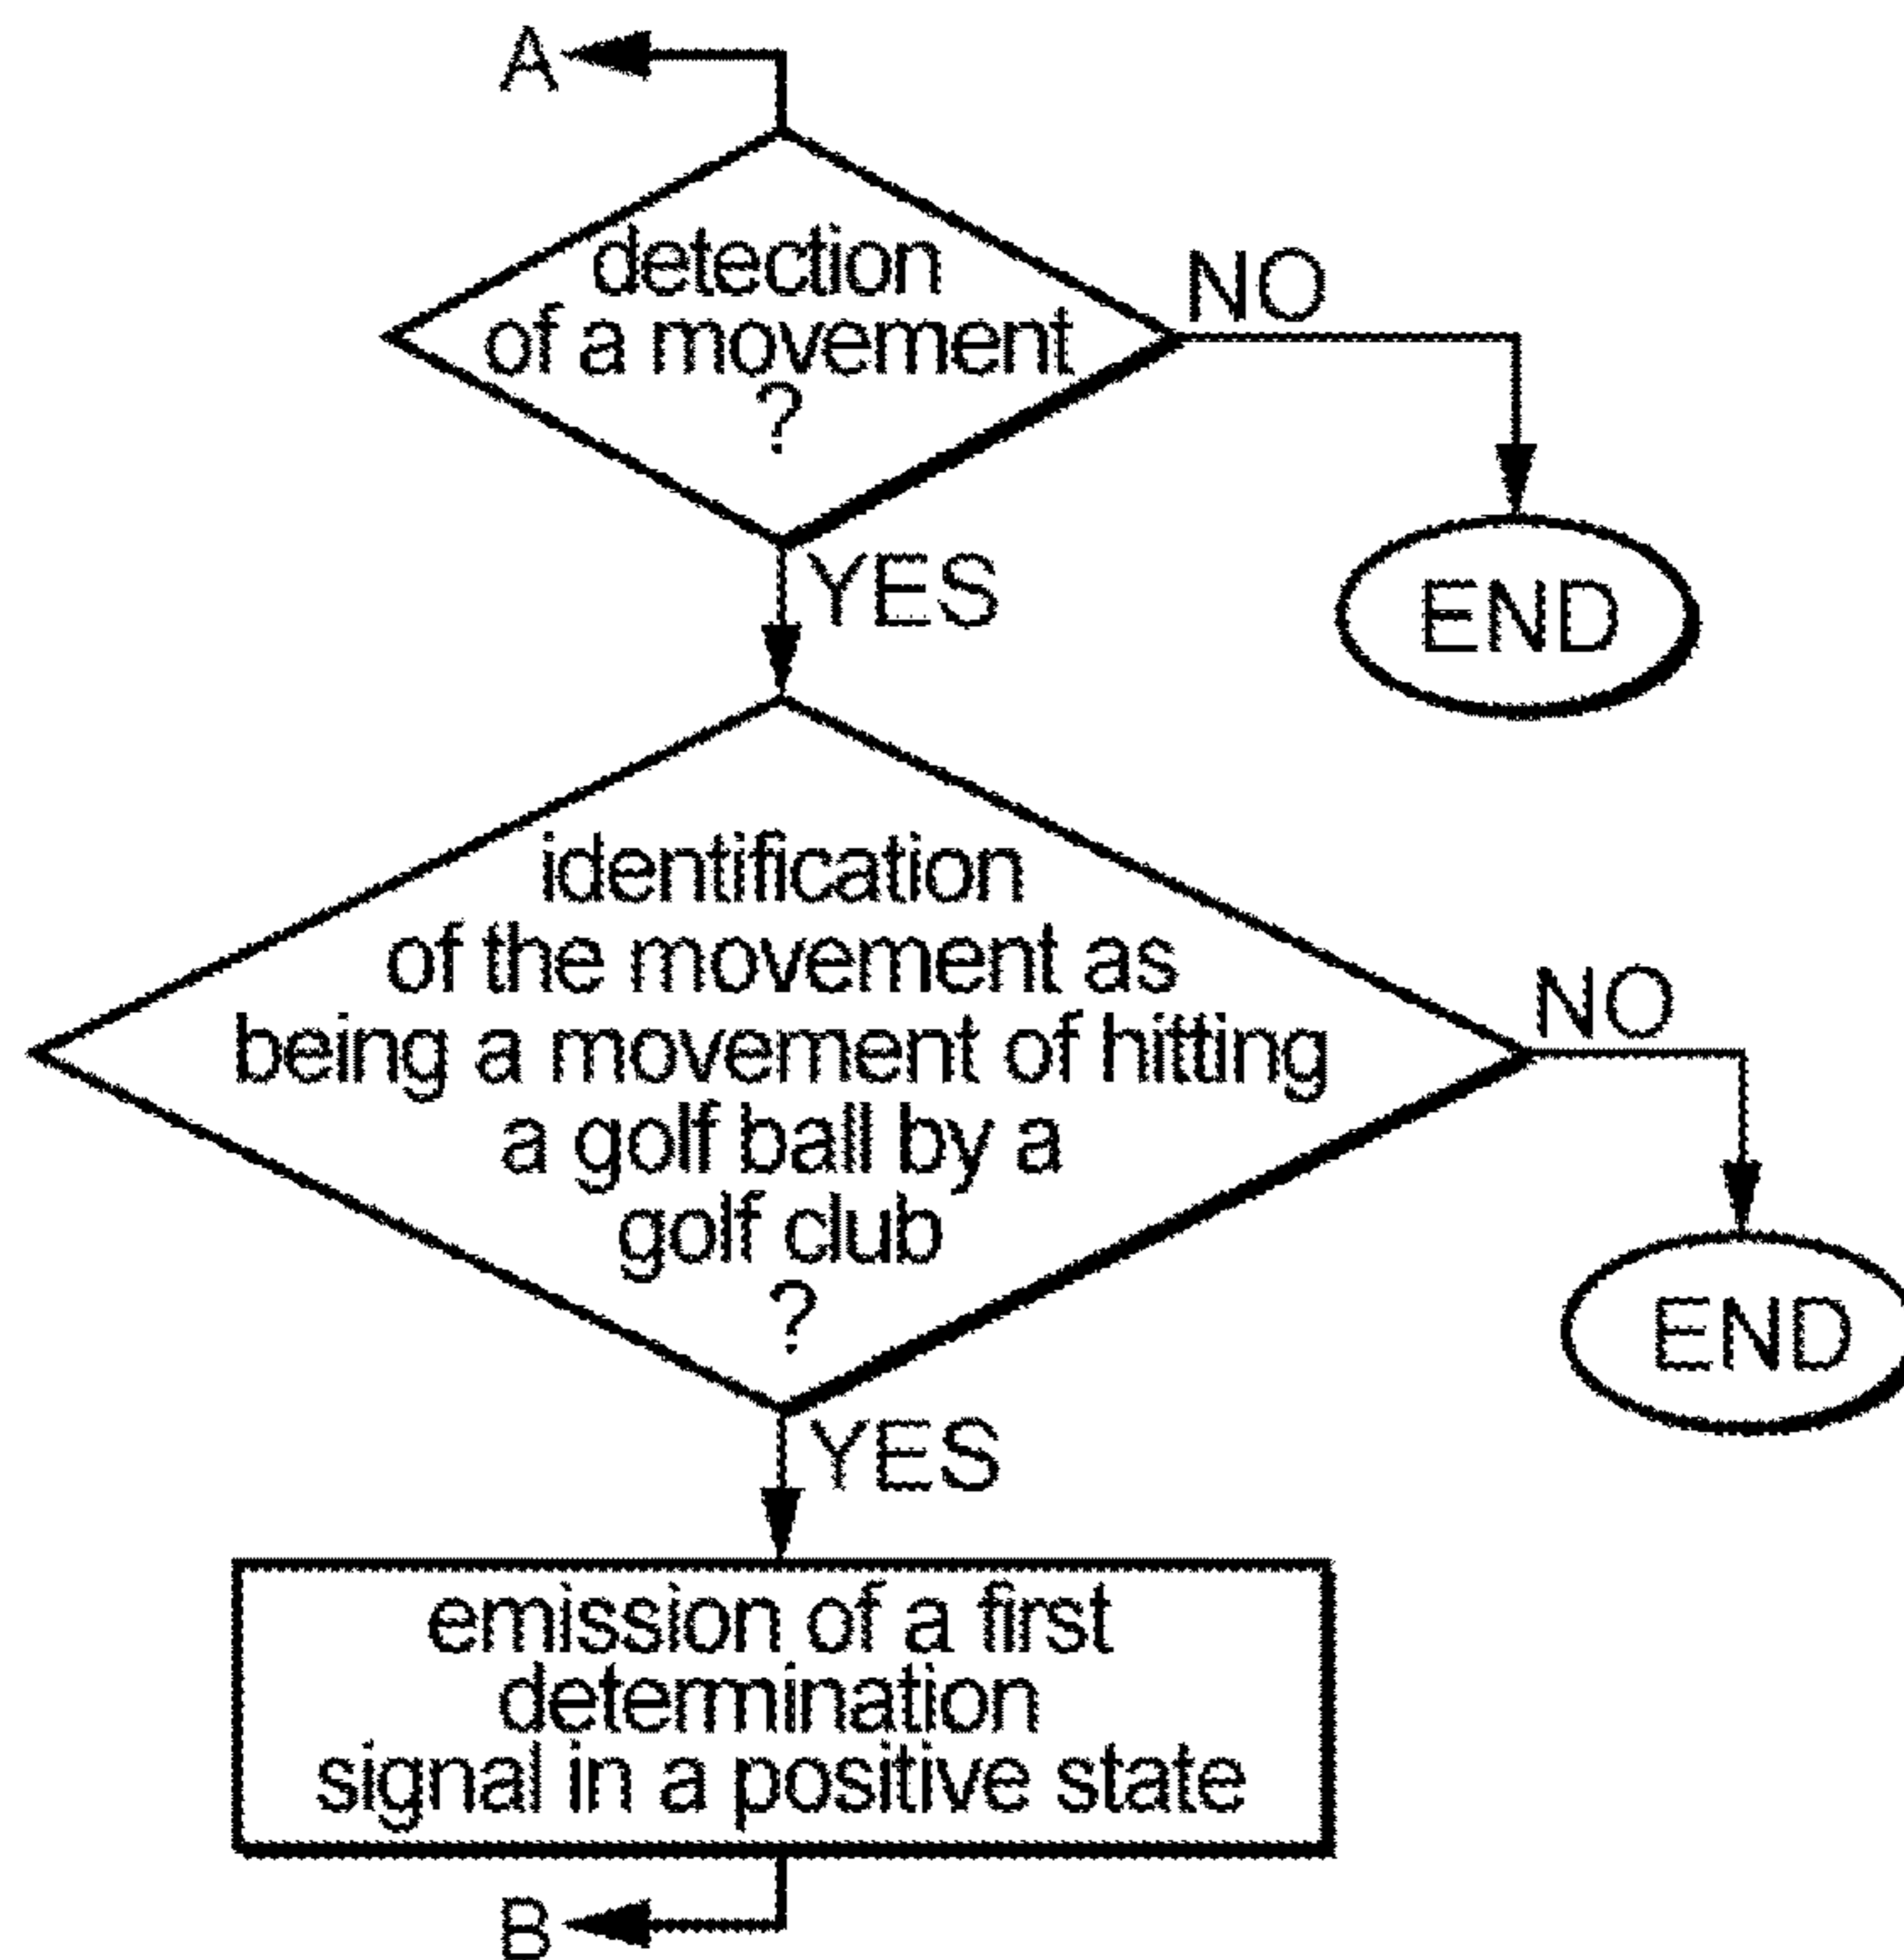 A
detection
of a movement
?
NO
END
YES
identification
of the movement as
being a movement of hitting
a golf ball by a
golf club
?
NO
END
YES
emission of a first
determination
signal in a positive state
B